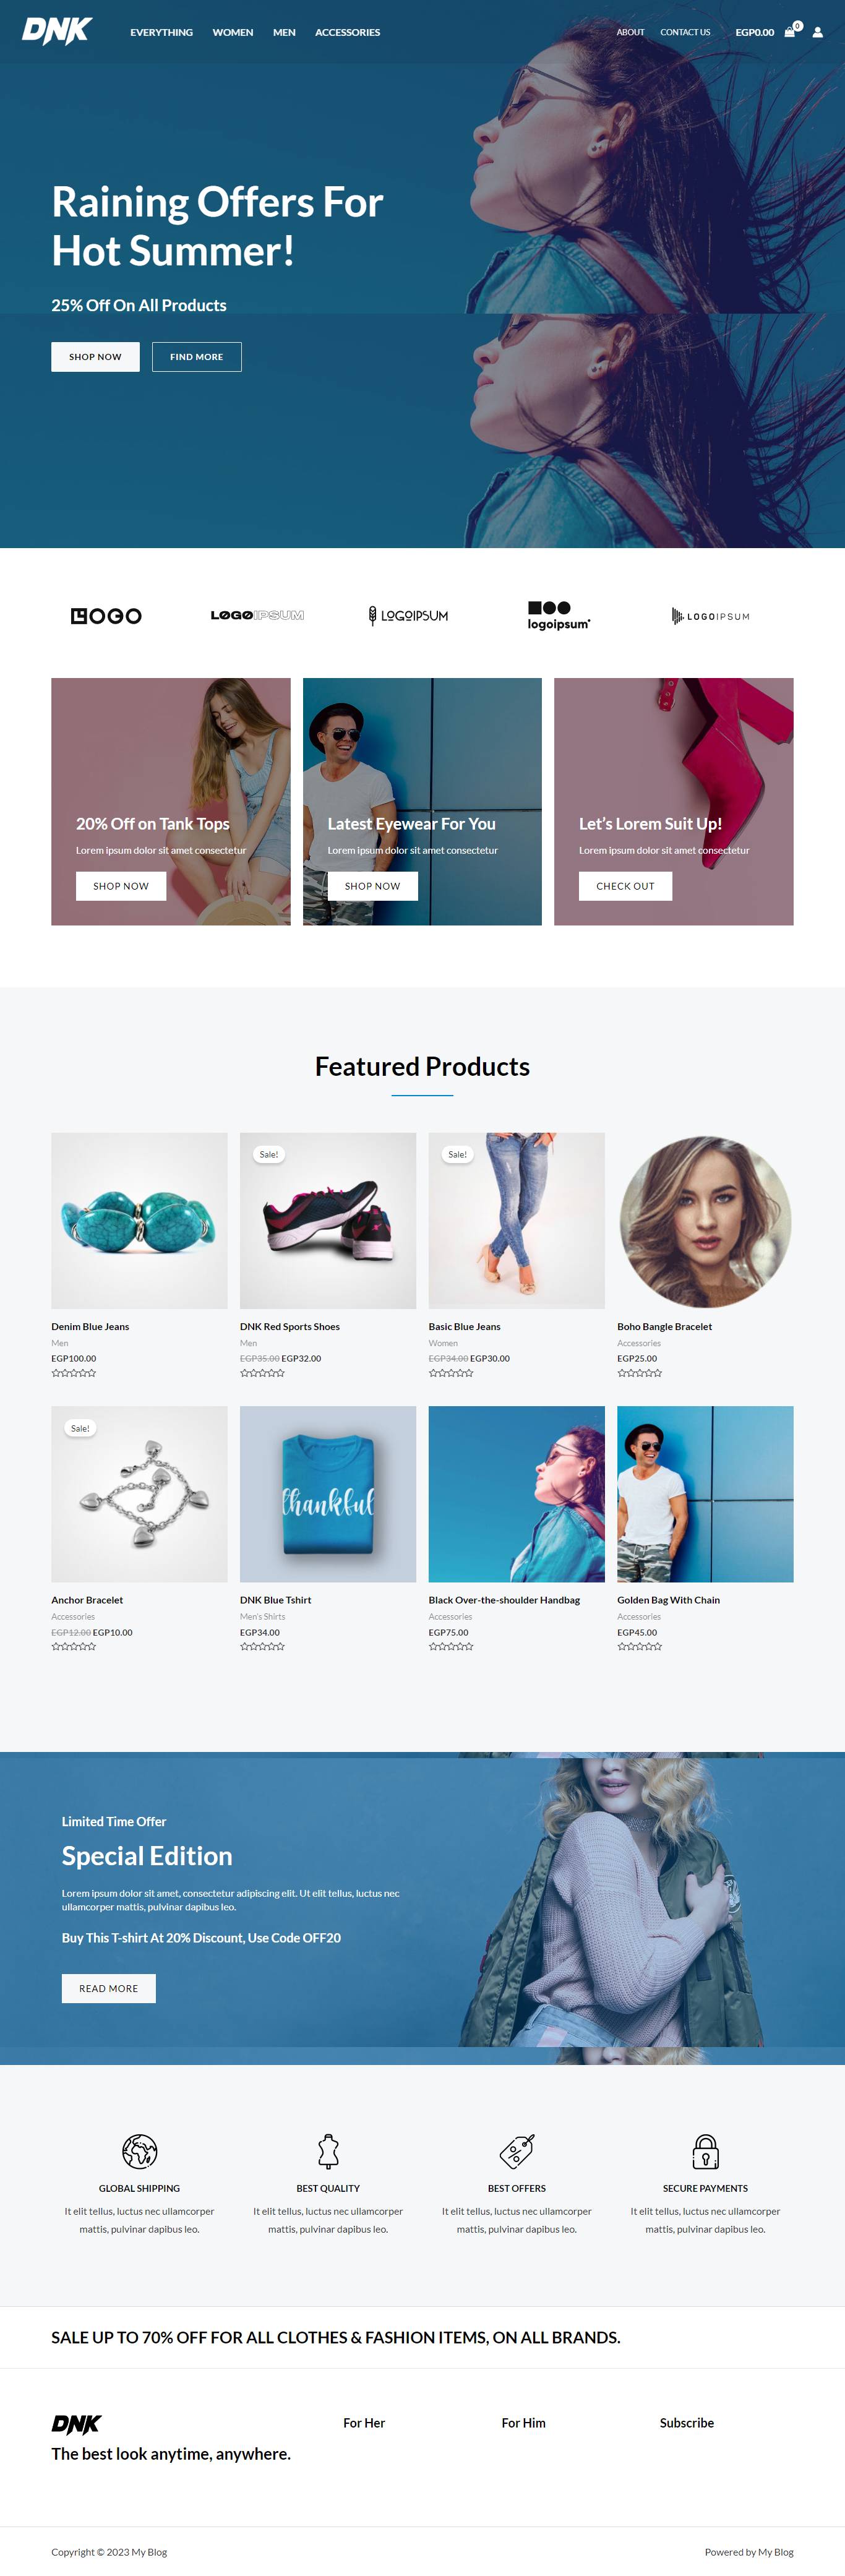 DNK
EVERYTHING WOMEN MEN ACCESSORIES
ABOUT CONTACT US EGP0.00 0
Raining Offers For
Hot Summer!
25% Off On All Products
SHOP NOW FIND MORE
LOGO
LOGOIPSUM
LOGOIPSUM
logoipsum
LOGOIPSUM
20% Off on Tank Tops
Lorem ipsum dolor sit amet consectetur
SHOP NOW
Latest Eyewear For You
Lorem ipsum dolor sit amet consectetur
SHOP NOW
Let’s Lorem Suit Up!
Lorem ipsum dolor sit amet consectetur
CHECK OUT
Featured Products
Denim Blue Jeans
Men
EGP100.00
Sale!
DNK Red Sports Shoes
Men
EGP35.00 EGP32.00
Sale!
Basic Blue Jeans
Women
EGP34.00 EGP30.00
Boho Bangle Bracelet
Accessories
EGP25.00
Sale!
Anchor Bracelet
Accessories
EGP12.00 EGP10.00
thankful
DNK Blue Tshirt
Men's Shirts
EGP34.00
Black Over-the-shoulder Handbag
Accessories
EGP75.00
Golden Bag With Chain
Accessories
EGP45.00
Limited Time Offer
Special Edition
Lorem ipsum dolor sit amet, consectetur adipiscing elit. Ut elit tellus, luctus nec
ullamcorper mattis, pulvinar dapibus leo.
Buy This T-shirt At 20% Discount, Use Code OFF20
READ MORE
GLOBAL SHIPPING
It elit tellus, luctus nec ullamcorper
mattis, pulvinar dapibus leo.
BEST QUALITY
It elit tellus, luctus nec ullamcorper
mattis, pulvinar dapibus leo.
BEST OFFERS
It elit tellus, luctus nec ullamcorper
mattis, pulvinar dapibus leo.
SECURE PAYMENTS
It elit tellus, luctus nec ullamcorper
mattis, pulvinar dapibus leo.
SALE UP TO 70% OFF FOR ALL CLOTHES & FASHION ITEMS, ON ALL BRANDS.
DNK
The best look anytime, anywhere.
For Her
For Him
Subscribe
Copyright © 2023 My Blog
Powered by My Blog